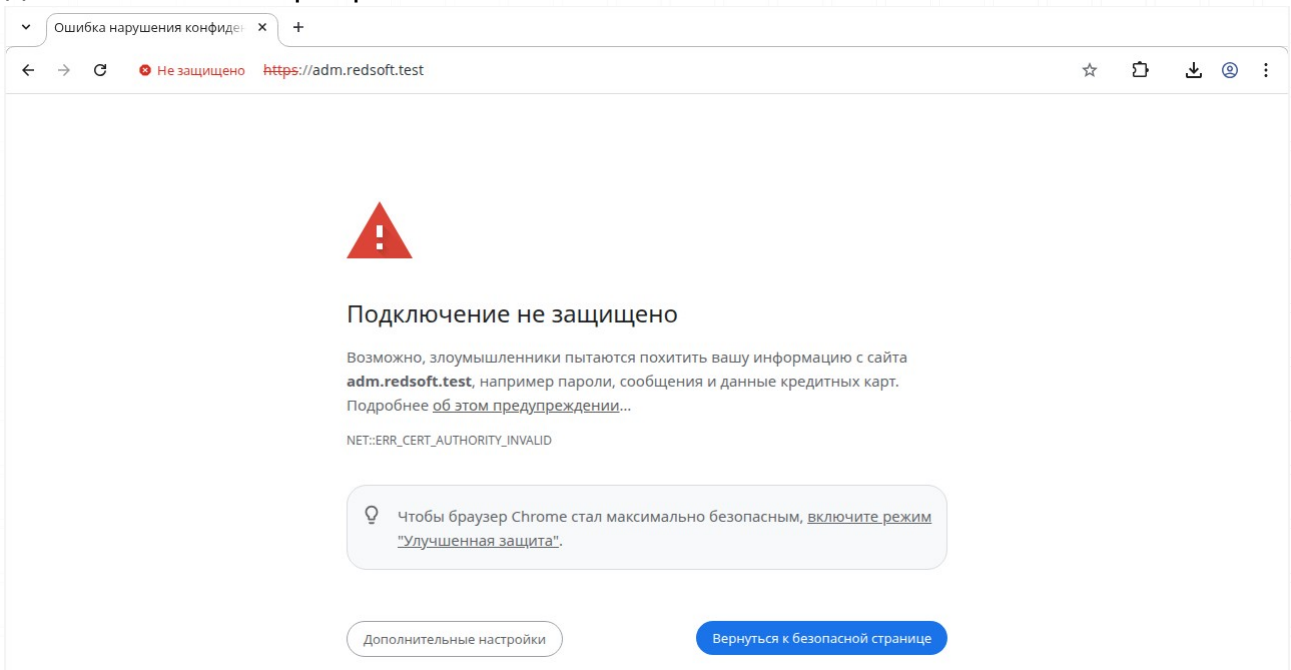 Ошибка нарушения конфиден
Не защищено https://adm.redsoft.test
Подключение не защищено
Возможно, злоумышленники пытаются похитить вашу информацию с сайта
adm.redsoft.test, например пароли, сообщения и данные кредитных карт.
Подробнее об этом предупреждении...
NET::ERR_CERT_AUTHORITY_INVALID
Чтобы браузер Chrome стал максимально безопасным, включите режим
"Улучшенная защита".
Дополнительные настройки
Вернуться к безопасной странице